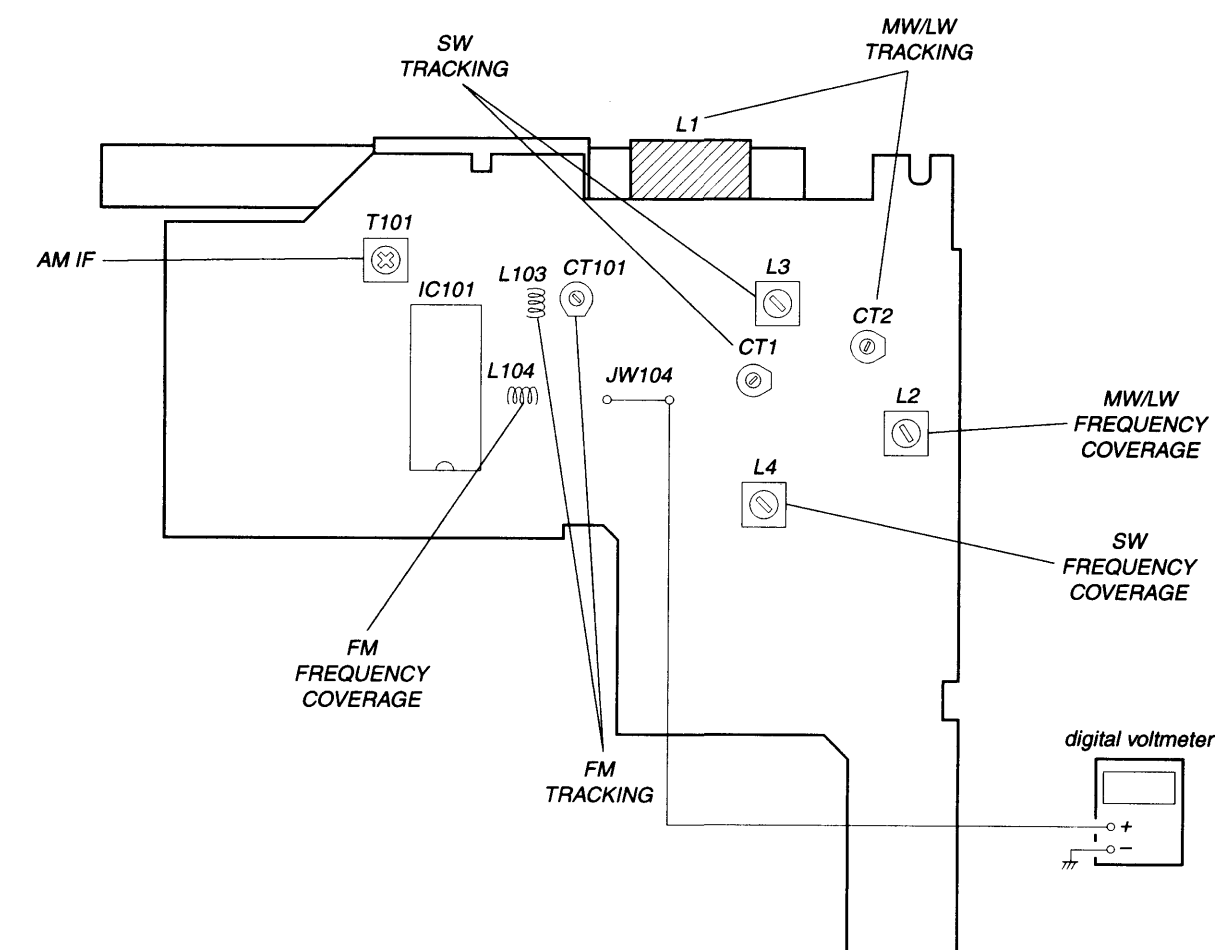 MW/LW
TRACKING
SW
TRACKING
L1
T101
AM IF
L103
CT101
L3
IC101
CT2
CT1
L104
JW104
L2
MW/LW
FREQUENCY
COVERAGE
L4
SW
FREQUENCY
COVERAGE
FM
FREQUENCY
COVERAGE
digital voltmeter
FM
TRACKING
+
−